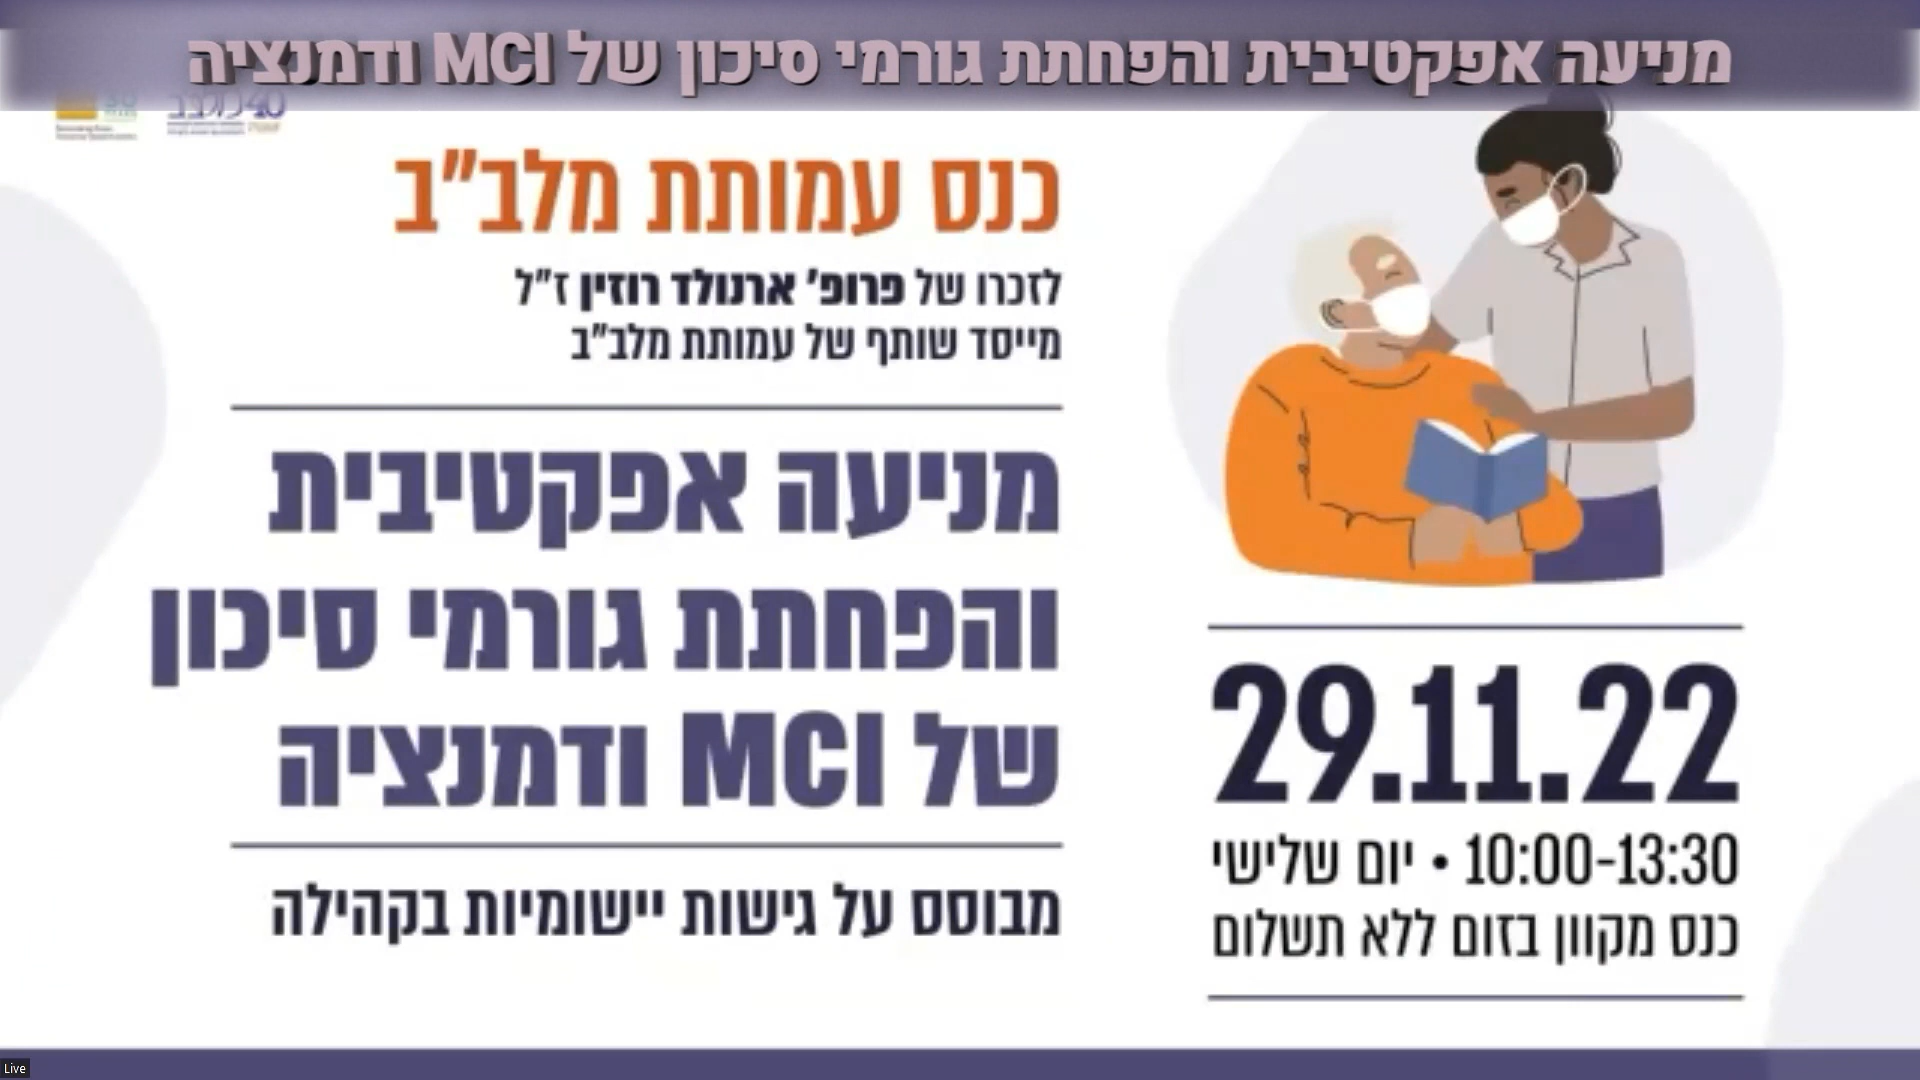 מניעה אפקטיבית והפחתת גורמי סיכון של MCI ודמנציה
כנס עמותת מלב"ב
לזכרו של פרופ' ארנולד רוזין ז"ל
מייסד שותף של עמותת מלב"ב
מניעה אפקטיבית
והפחתת גורמי סיכון
של MCI ודמנציה
מבוסס על גישות יישומיות בקהילה
29.11.22
10:00-13:30 • יום שלישי
כנס מקוון בזום ללא תשלום
Live